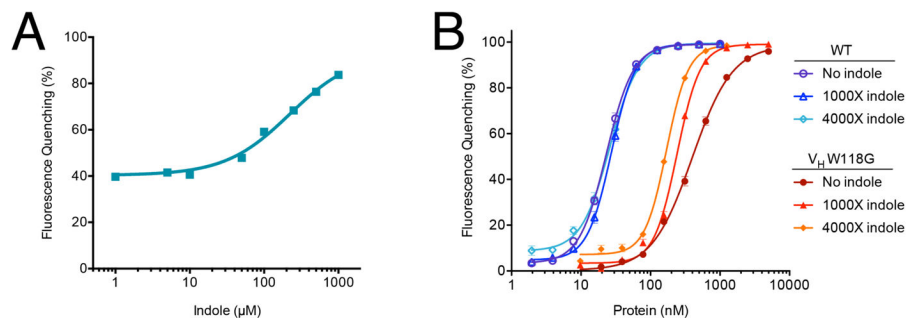 A
Fluorescence Quenching (%)
100
80
60
40
20
0
1
10
100
1000
Indole (µM)
B
Fluorescence Quenching (%)
100
80
60
40
20
0
1
10
100
1000
10000
Protein (nM)
WT
No indole
1000X indole
4000X indole
VH W118G
No indole
1000X indole
4000X indole